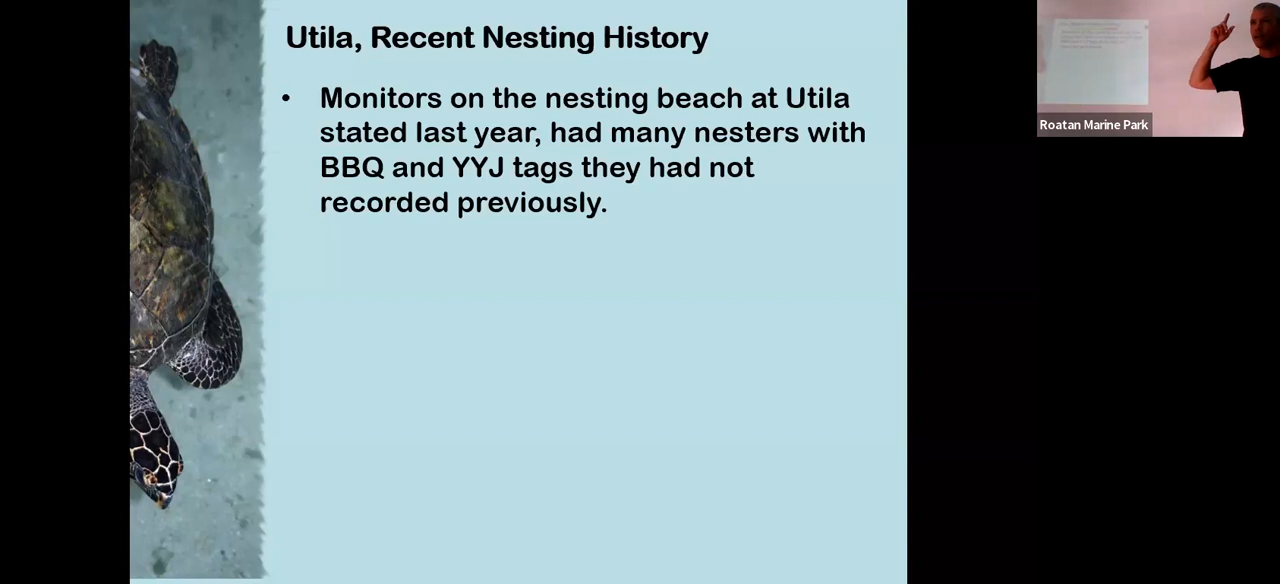 Utila, Recent Nesting History
• Monitors on the nesting beach at Utila
stated last year, had many nesters with
BBQ and YYJ tags they had not
recorded previously.
Roatan Marine Park